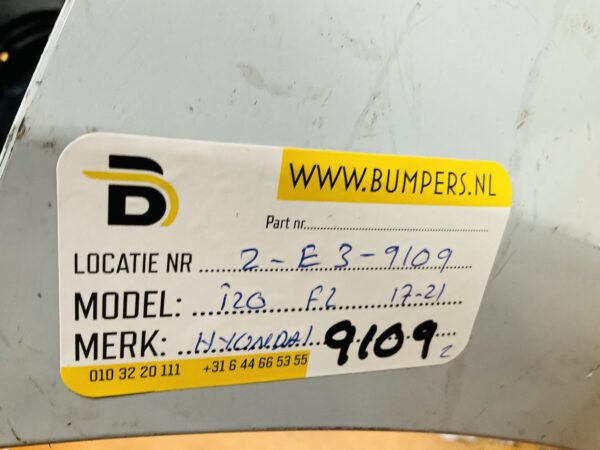 B
WWW.BUMPERS.NL
Part nr.
LOCATIE NR 2-E3-9109
MODEL: i20 FL 17-21
MERK: HYUNDAI 9109 2
010 32 20 111 +31 6 44 66 53 55